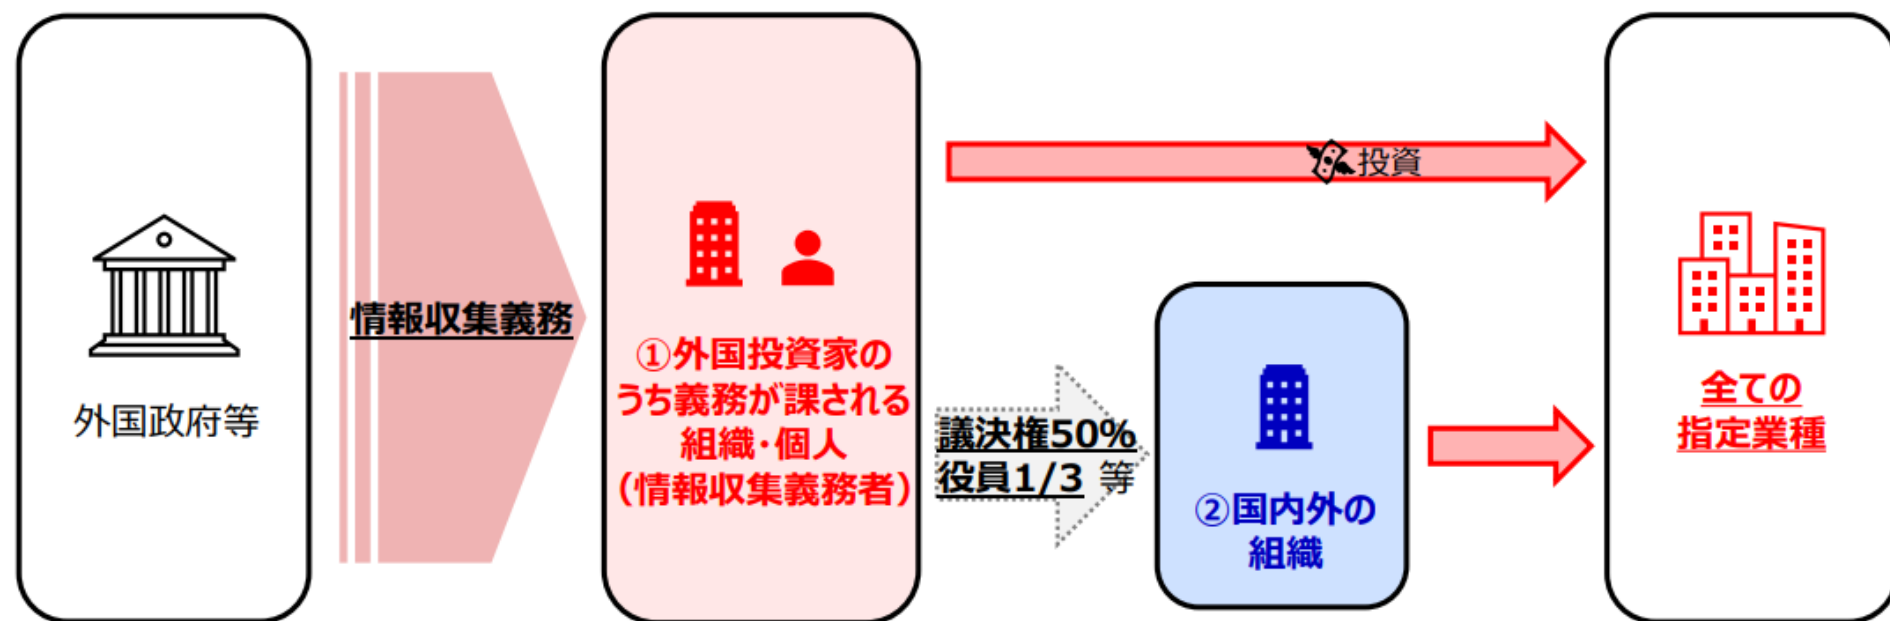 外国政府等
情報収集義務
①外国投資家の
うち義務が課される
組織・個人
（情報収集義務者）
投資
議決権50%
役員1/3 等
②国内外の
組織
全ての
指定業種